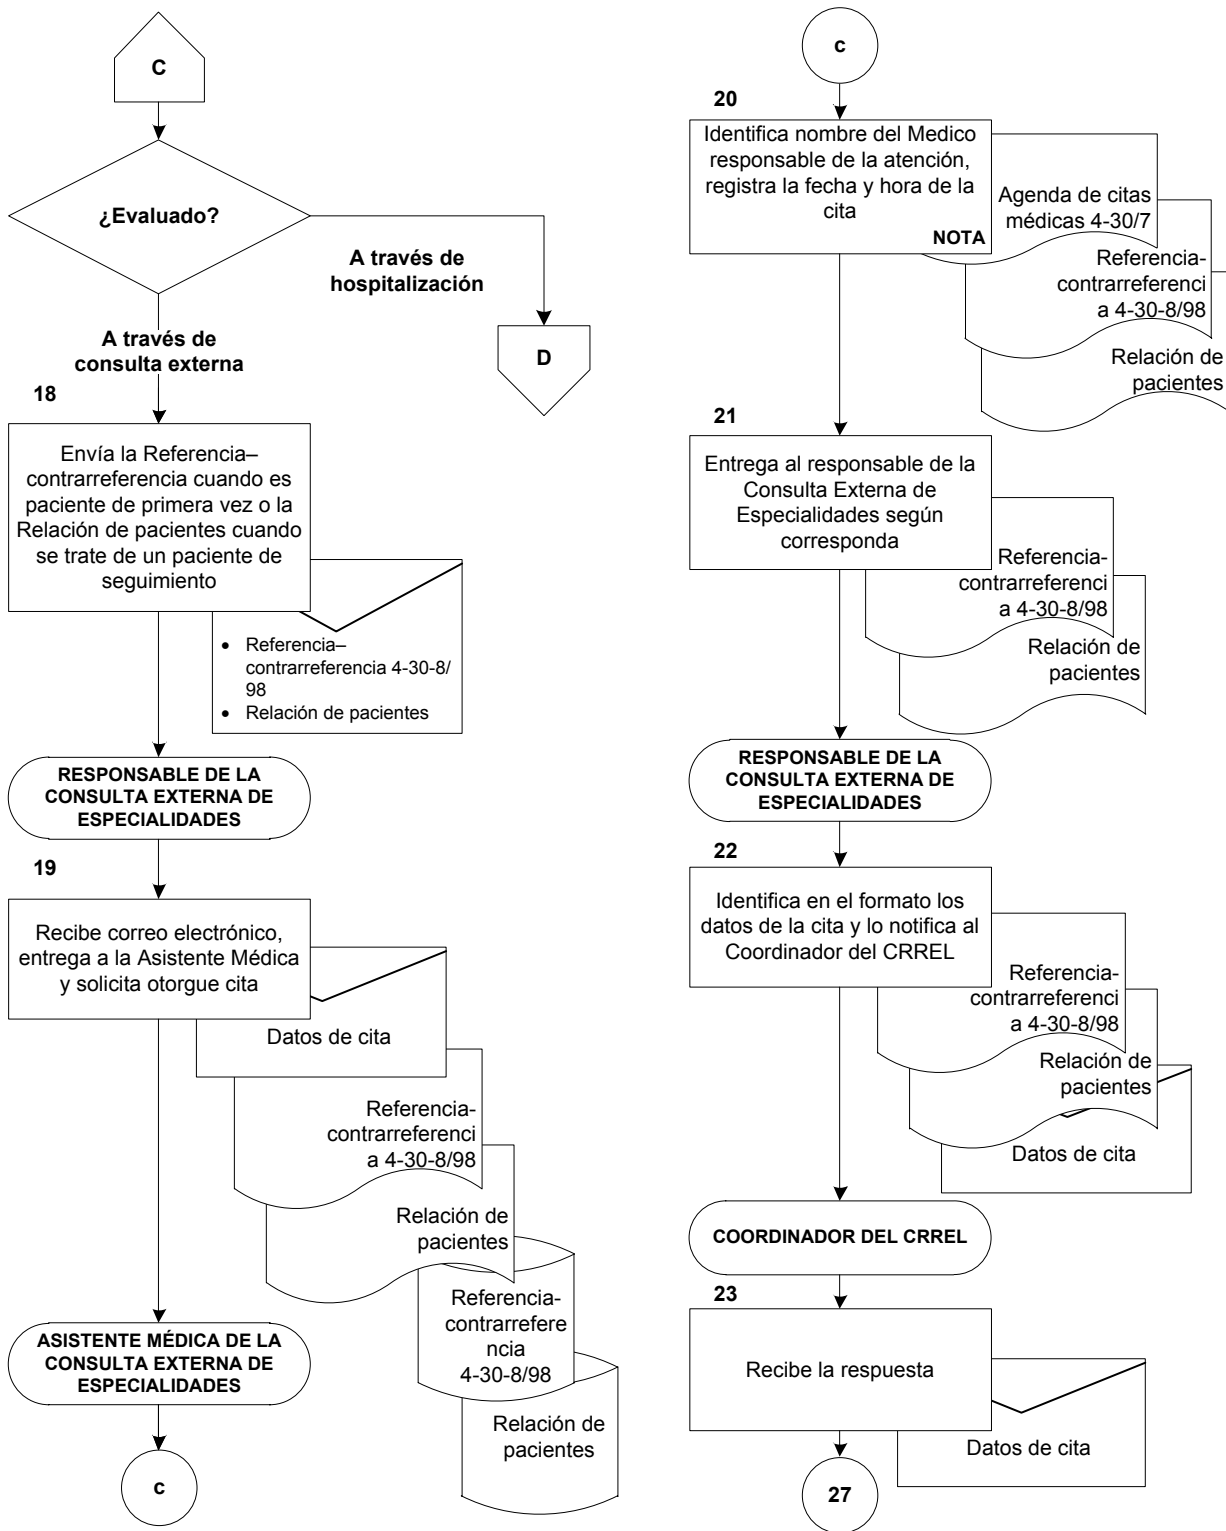 C
¿Evaluado?
A través de
hospitalización
D
A través de
consulta externa
18
Envía la Referencia–
contrarreferencia cuando es
paciente de primera vez o la
Relación de pacientes cuando
se trate de un paciente de
seguimiento
• Referencia–
contrarreferencia 4-30-8/
98
• Relación de pacientes
RESPONSABLE DE LA
CONSULTA EXTERNA DE
ESPECIALIDADES
19
Recibe correo electrónico,
entrega a la Asistente Médica
y solicita otorgue cita
Datos de cita
Referencia-
contrarreferenci
a 4-30-8/98
Relación de
pacientes
Referencia-
contrarrefere
ncia
4-30-8/98
Relación de
pacientes
ASISTENTE MÉDICA DE LA
CONSULTA EXTERNA DE
ESPECIALIDADES
c
c
20
Identifica nombre del Medico
responsable de la atención,
registra la fecha y hora de la
cita
NOTA
Agenda de citas
médicas 4-30/7
Referencia-
contrarreferenci
a 4-30-8/98
Relación de
pacientes
21
Entrega al responsable de la
Consulta Externa de
Especialidades según
corresponda
Referencia-
contrarreferenci
a 4-30-8/98
Relación de
pacientes
RESPONSABLE DE LA
CONSULTA EXTERNA DE
ESPECIALIDADES
22
Identifica en el formato los
datos de la cita y lo notifica al
Coordinador del CRREL
Referencia-
contrarreferenci
a 4-30-8/98
Relación de
pacientes
Datos de cita
COORDINADOR DEL CRREL
23
Recibe la respuesta
Datos de cita
27